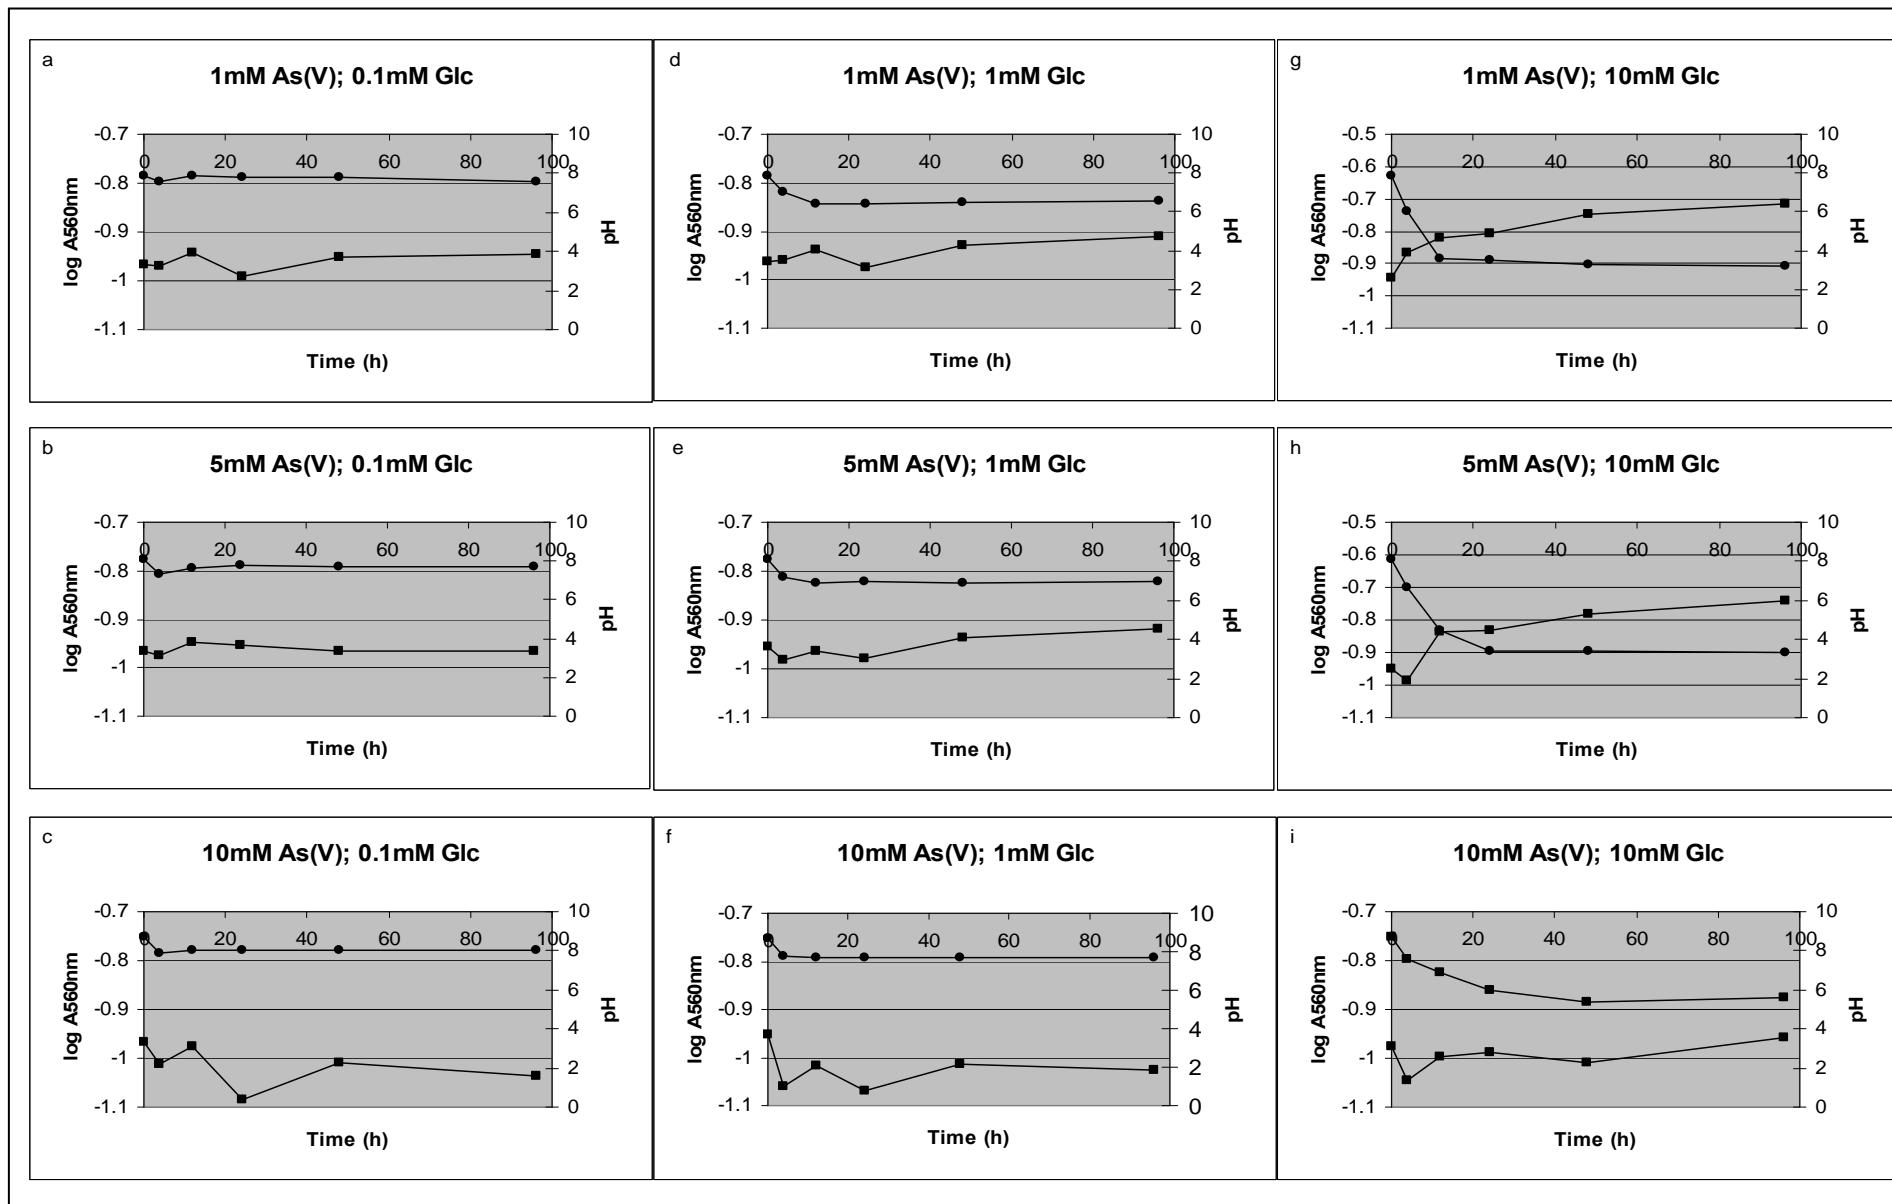 a
1mM As(V); 0.1mM Glc
-0.7
-0.8
-0.9
-1
-1.1
0 20 40 60 80 100
10
8
6
4
2
0
log A560nm
pH
Time (h)
d
1mM As(V); 1mM Glc
-0.7
-0.8
-0.9
-1
-1.1
0 20 40 60 80 100
10
8
6
4
2
0
log A560nm
pH
Time (h)
g
1mM As(V); 10mM Glc
-0.5
-0.6
-0.7
-0.8
-0.9
-1
-1.1
0 20 40 60 80 100
10
8
6
4
2
0
log A560nm
pH
Time (h)
b
5mM As(V); 0.1mM Glc
-0.7
-0.8
-0.9
-1
-1.1
0 20 40 60 80 100
10
8
6
4
2
0
log A560nm
pH
Time (h)
e
5mM As(V); 1mM Glc
-0.7
-0.8
-0.9
-1
-1.1
0 20 40 60 80 100
10
8
6
4
2
0
log A560nm
pH
Time (h)
h
5mM As(V); 10mM Glc
-0.5
-0.6
-0.7
-0.8
-0.9
-1
-1.1
0 20 40 60 80 100
10
8
6
4
2
0
log A560nm
pH
Time (h)
c
10mM As(V); 0.1mM Glc
-0.7
-0.8
-0.9
-1
-1.1
0 20 40 60 80 100
10
8
6
4
2
0
log A560nm
pH
Time (h)
f
10mM As(V); 1mM Glc
-0.7
-0.8
-0.9
-1
-1.1
0 20 40 60 80 100
10
8
6
4
2
0
log A560nm
pH
Time (h)
i
10mM As(V); 10mM Glc
-0.7
-0.8
-0.9
-1
-1.1
0 20 40 60 80 100
10
8
6
4
2
0
log A560nm
pH
Time (h)